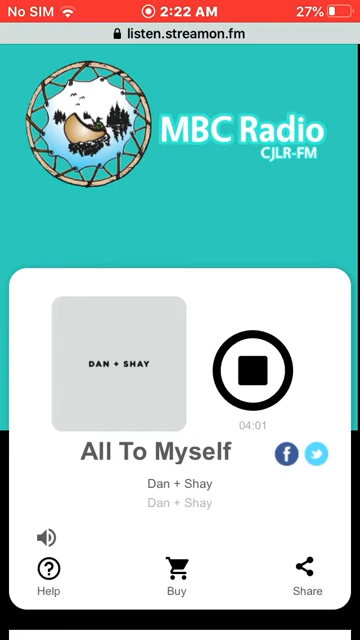 No SIM 2:22 AM 27%
listen.streamon.fm
MBC Radio
CJLR-FM
DAN + SHAY
04:01
All To Myself
Dan + Shay
Dan + Shay
Help Buy Share